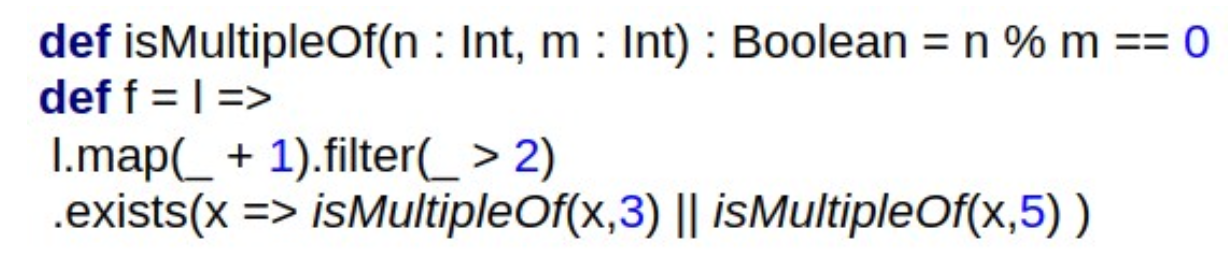 def isMultipleOf(n : Int, m : Int) : Boolean = n % m == 0
def f = l =>
l.map(_ + 1).filter(_ > 2)
.exists(x => isMultipleOf(x,3) || isMultipleOf(x,5) )